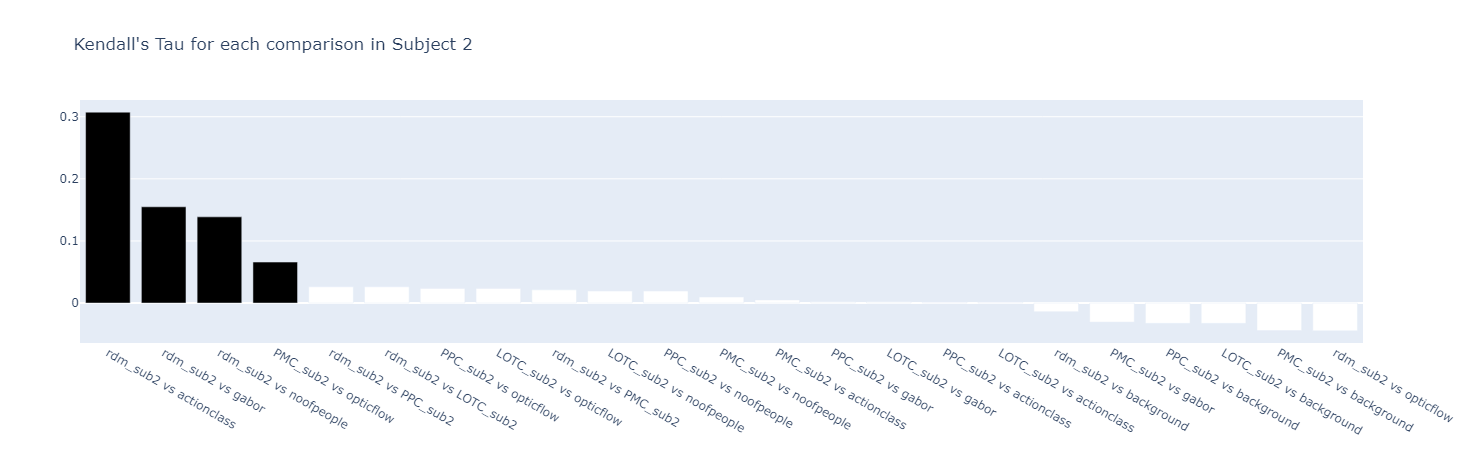 Kendall's Tau for each comparison in Subject 2
0.3
0.2
0.1
0
rdm_sub2 vs actionclass
rdm_sub2 vs gabor
rdm_sub2 vs noofpeople
PMC_sub2 vs opticflow
rdm_sub2 vs PPC_sub2
rdm_sub2 vs LOTC_sub2
PPC_sub2 vs opticflow
LOTC_sub2 vs opticflow
rdm_sub2 vs PMC_sub2
LOTC_sub2 vs noofpeople
PPC_sub2 vs noofpeople
PMC_sub2 vs noofpeople
PMC_sub2 vs actionclass
PPC_sub2 vs gabor
LOTC_sub2 vs gabor
PPC_sub2 vs actionclass
LOTC_sub2 vs actionclass
rdm_sub2 vs background
PMC_sub2 vs gabor
PPC_sub2 vs background
LOTC_sub2 vs background
PMC_sub2 vs background
rdm_sub2 vs opticflow